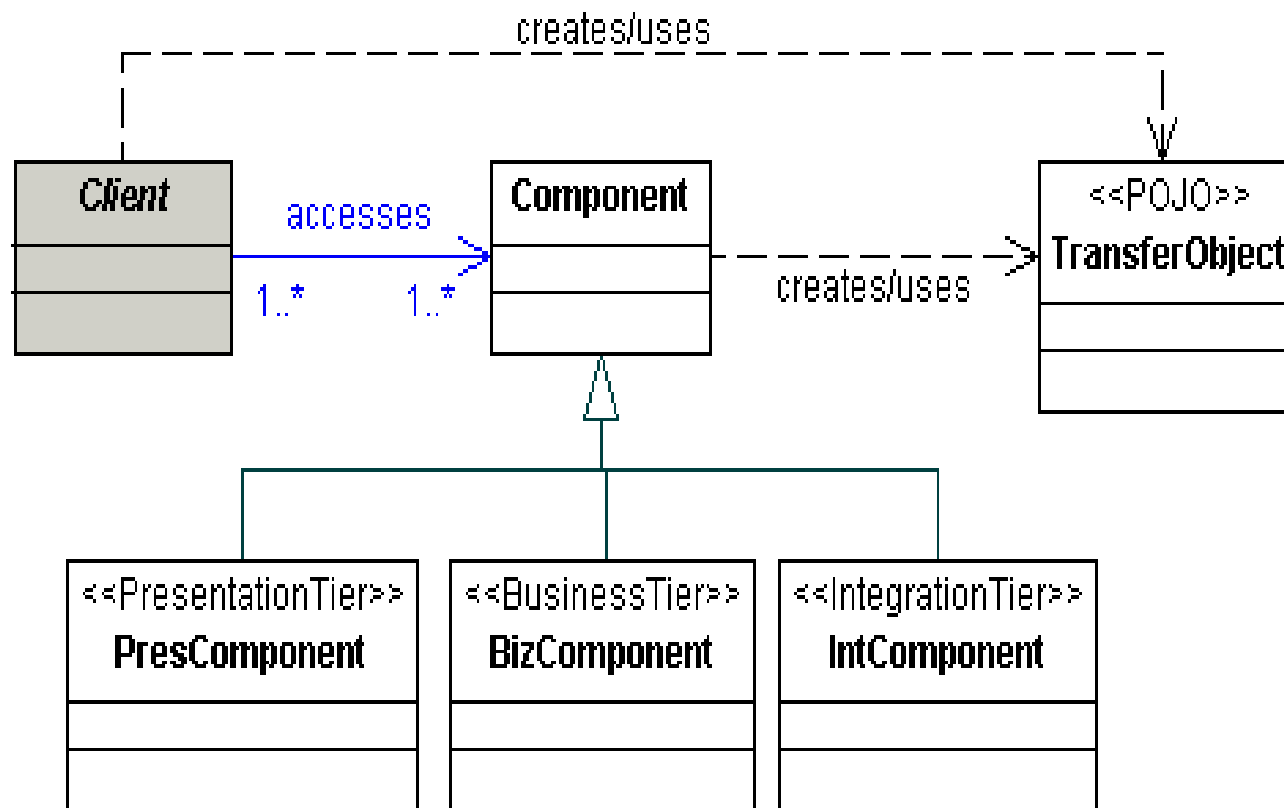 creates/uses
Client
accesses
1..*
1..*
Component
creates/uses
<<POJO>>
TransferObject
<<PresentationTier>>
PresComponent
<<BusinessTier>>
BizComponent
<<IntegrationTier>>
IntComponent